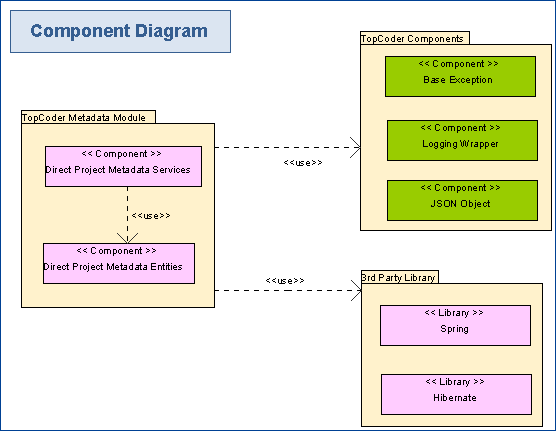 Component Diagram
TopCoder Components
<< Component >>
Base Exception
<< Component >>
Logging Wrapper
<< Component >>
JSON Object
TopCoder Metadata Module
<< Component >>
Direct Project Metadata Services
<<use>>
<< Component >>
Direct Project Metadata Entities
<<use>>
<<use>>
3rd Party Library
<< Library >>
Spring
<< Library >>
Hibernate